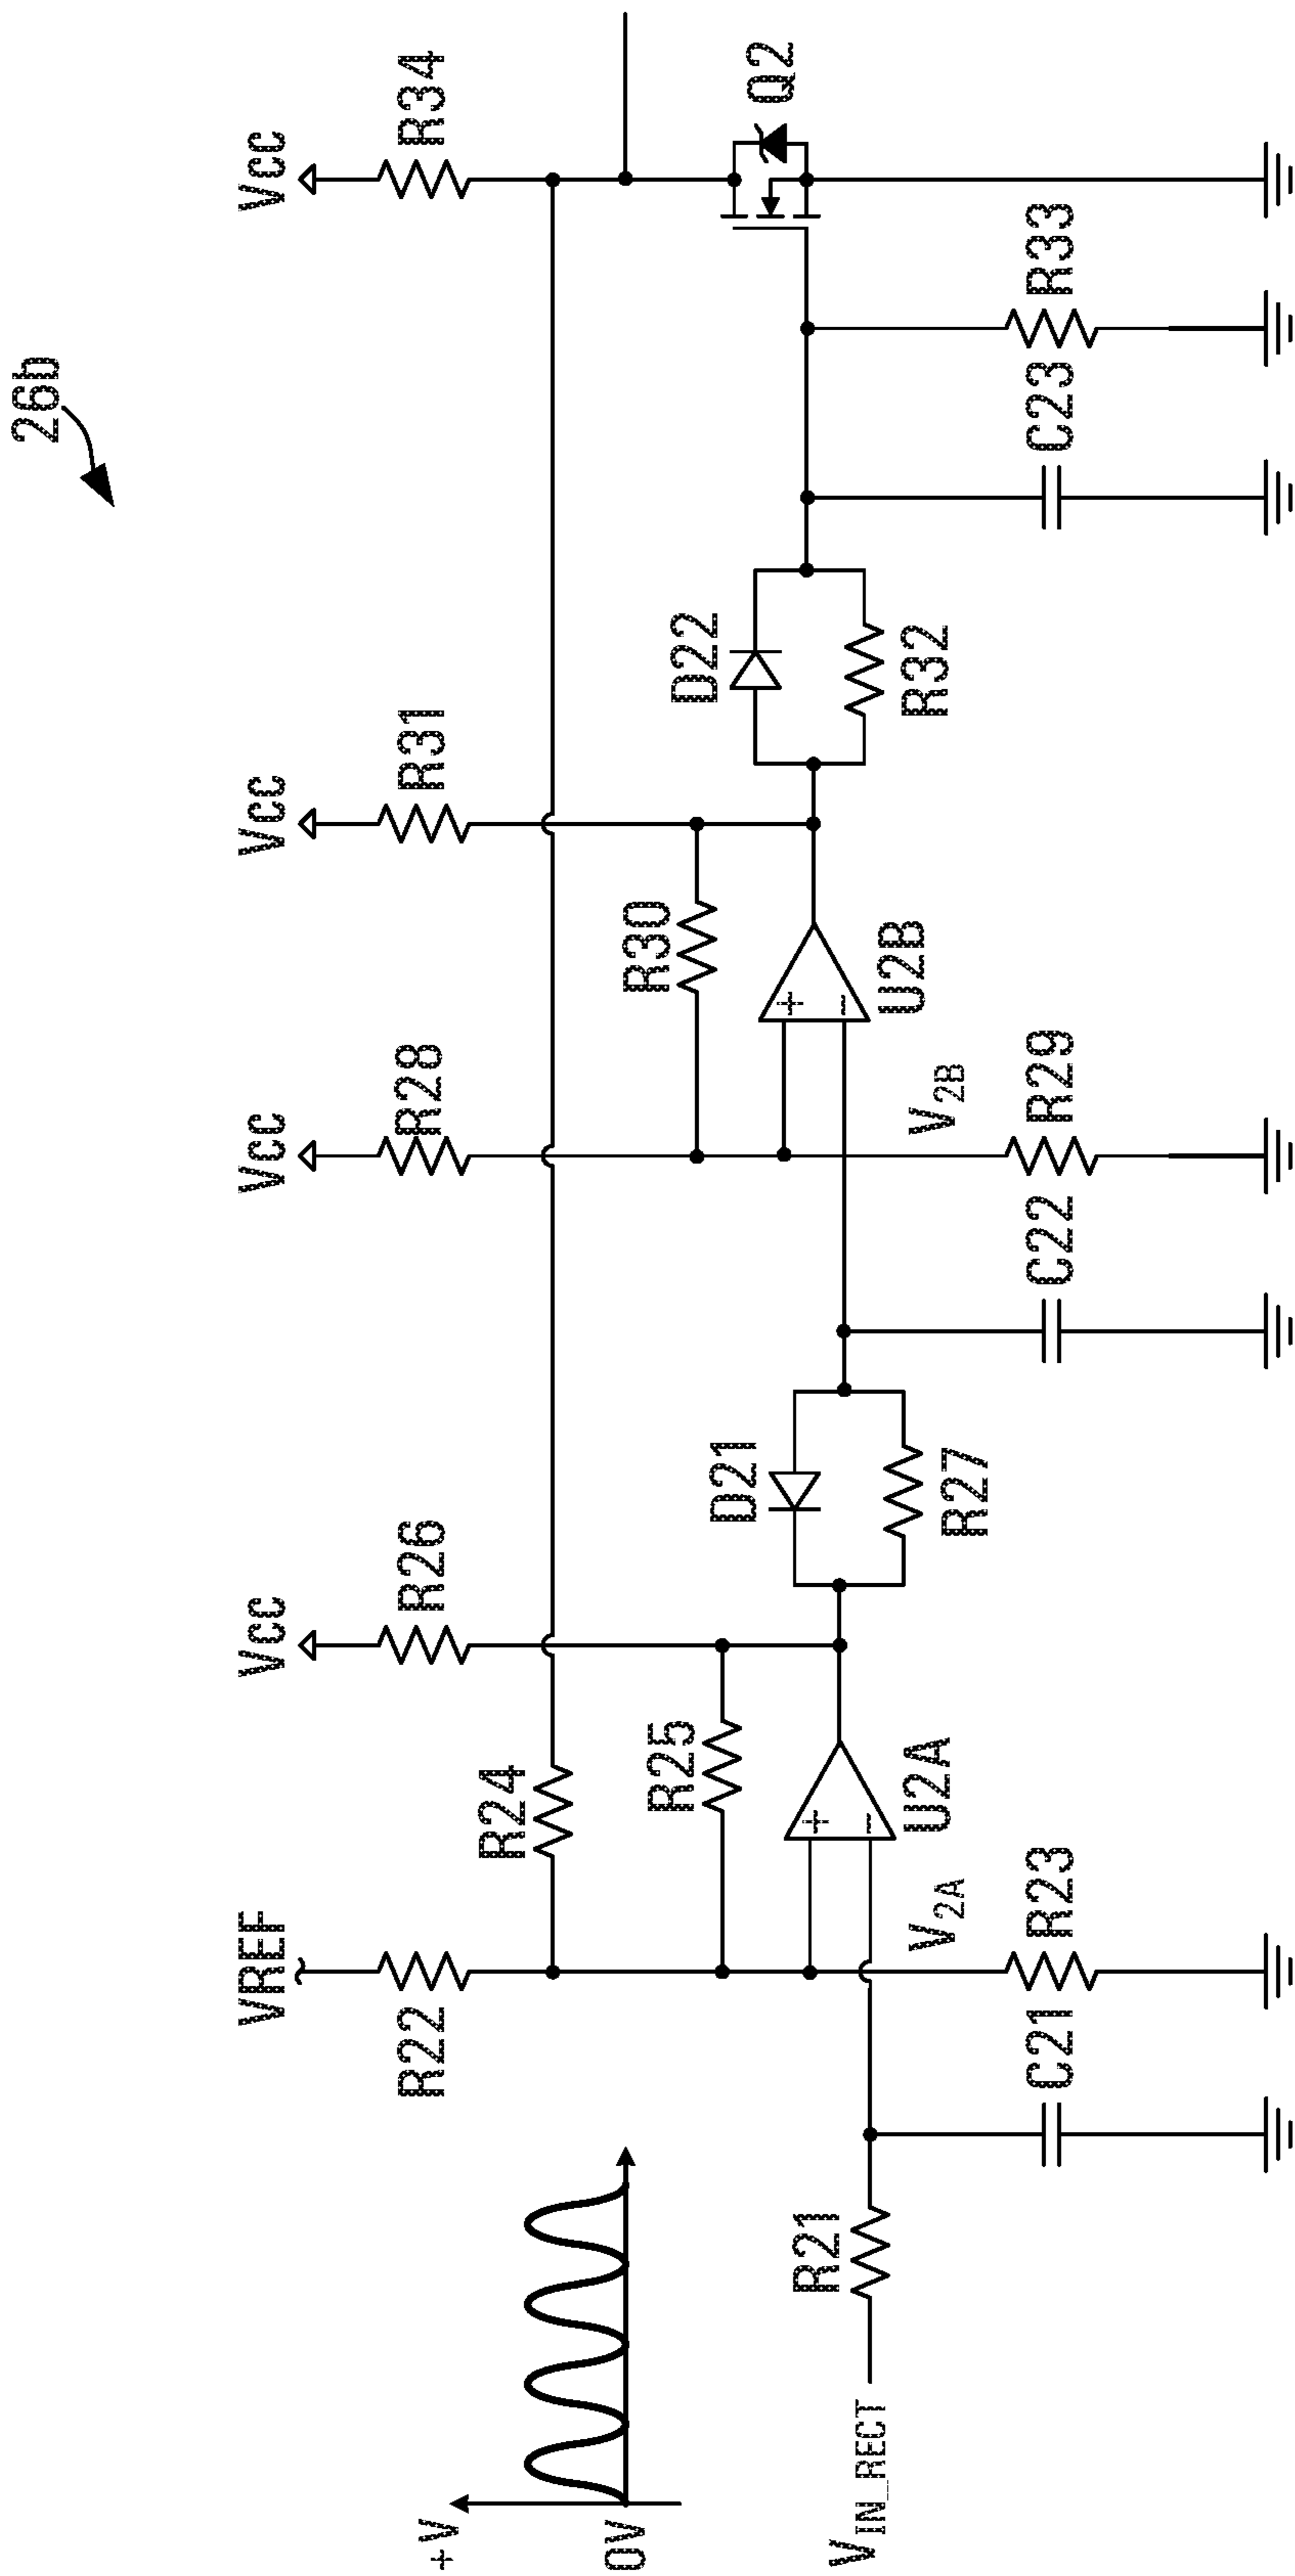 26b
VREF
Vcc
Vcc
Vcc
Vcc
R22
R26
R28
R31
R34
+V
0V
R24
R25
R30
D21
D22
Q2
R21
U2A
R27
U2B
R32
VIN_RECT
V2A
V2B
C21
R23
C22
R29
C23
R33
+
−
+
−